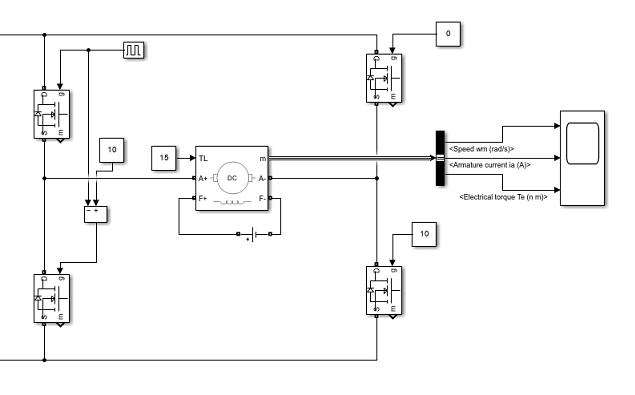 0
D
g
S
m
D
g
S
m
10
15
TL
m
A+
DC
A-
F+
F-
<Speed wm (rad/s)>
<Armature current ia (A)>
<Electrical torque Te (n m)>
- +
+
10
D
g
S
m
D
g
S
m